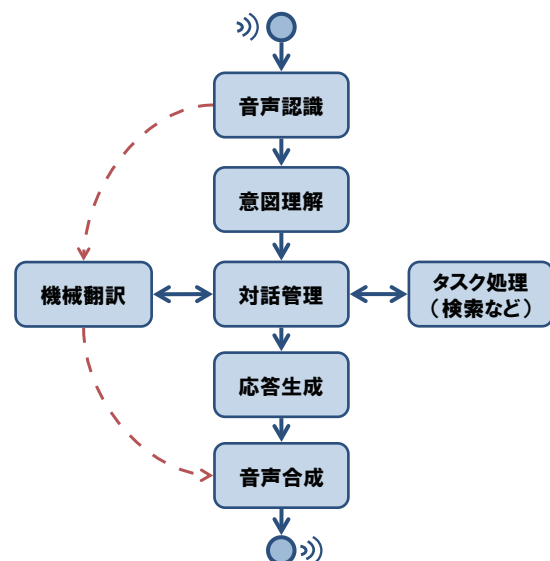 音声認識
意図理解
機械翻訳
対話管理
タスク処理
（検索など）
応答生成
音声合成